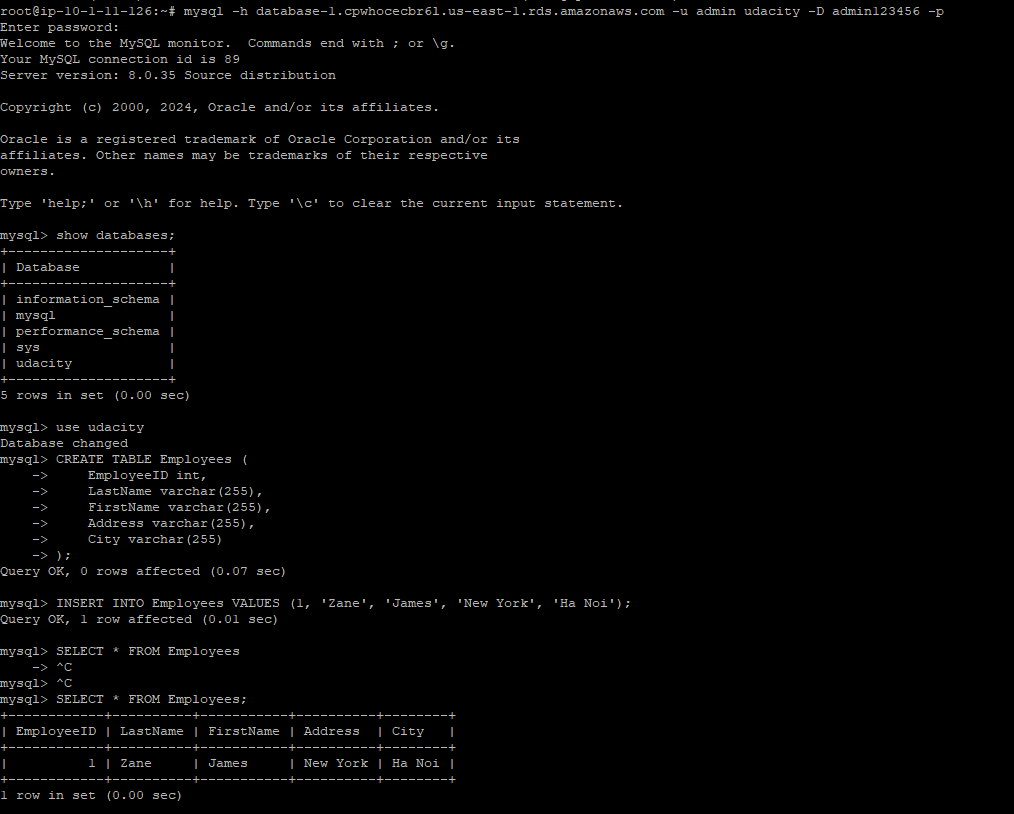 root@ip-10-1-11-126:~# mysql -h database-1.cpwhocecbr6l.us-east-1.rds.amazonaws.com -u admin udacity -D admin123456 -p
Enter password:
Welcome to the MySQL monitor.  Commands end with ; or \g.
Your MySQL connection id is 89
Server version: 8.0.35 Source distribution

Copyright (c) 2000, 2024, Oracle and/or its affiliates.

Oracle is a registered trademark of Oracle Corporation and/or its
affiliates. Other names may be trademarks of their respective
owners.

Type 'help;' or '\h' for help. Type '\c' to clear the current input statement.

mysql> show databases;
+--------------------+
| Database           |
+--------------------+
| information_schema |
| mysql              |
| performance_schema |
| sys                |
| udacity            |
+--------------------+
5 rows in set (0.00 sec)

mysql> use udacity
Database changed
mysql> CREATE TABLE Employees (
    ->     EmployeeID int,
    ->     LastName varchar(255),
    ->     FirstName varchar(255),
    ->     Address varchar(255),
    ->     City varchar(255)
    -> );
Query OK, 0 rows affected (0.07 sec)

mysql> INSERT INTO Employees VALUES (1, 'Zane', 'James', 'New York', 'Ha Noi');
Query OK, 1 row affected (0.01 sec)

mysql> SELECT * FROM Employees
    -> ^C
mysql> ^C
mysql> SELECT * FROM Employees;
+------------+----------+-----------+----------+--------+
| EmployeeID | LastName | FirstName | Address  | City   |
+------------+----------+-----------+----------+--------+
|          1 | Zane     | James     | New York | Ha Noi |
+------------+----------+-----------+----------+--------+
1 row in set (0.00 sec)